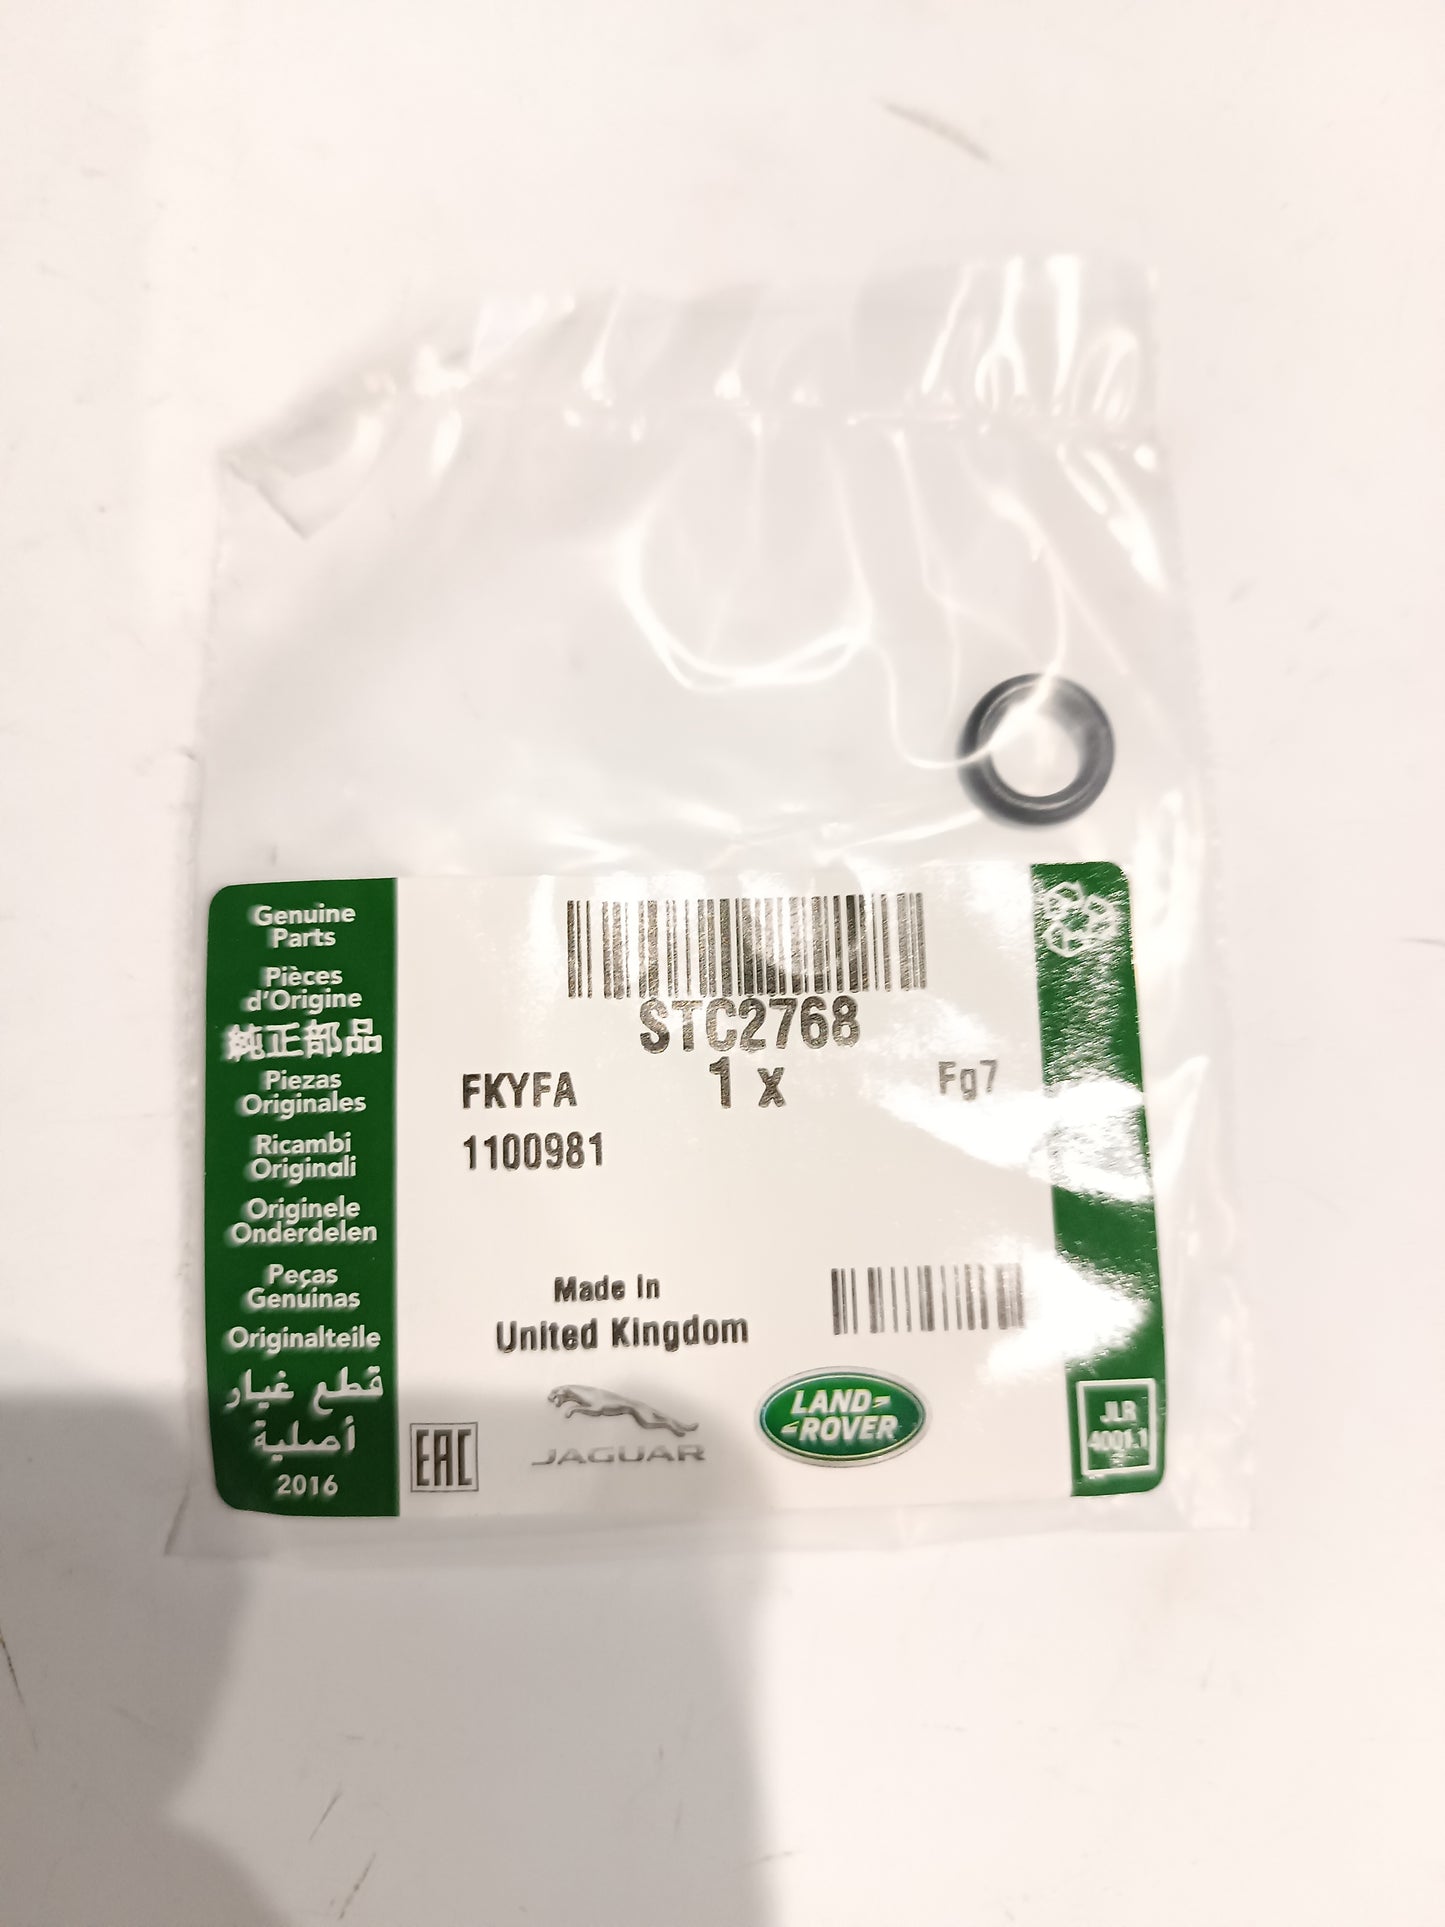 Genuine
Parts
Pièces
d'Origine
純正部品
Piezas
Originales
Ricambi
Originali
Originele
Onderdelen
Peças
Genuínas
Originalteile
قطع غيار
أصلية
2016
STC2768
1 x
FKYFA
Fg7
1100981
Made In
United Kingdom
EAC
JAGUAR
LAND
ROVER
JLR
4001.1